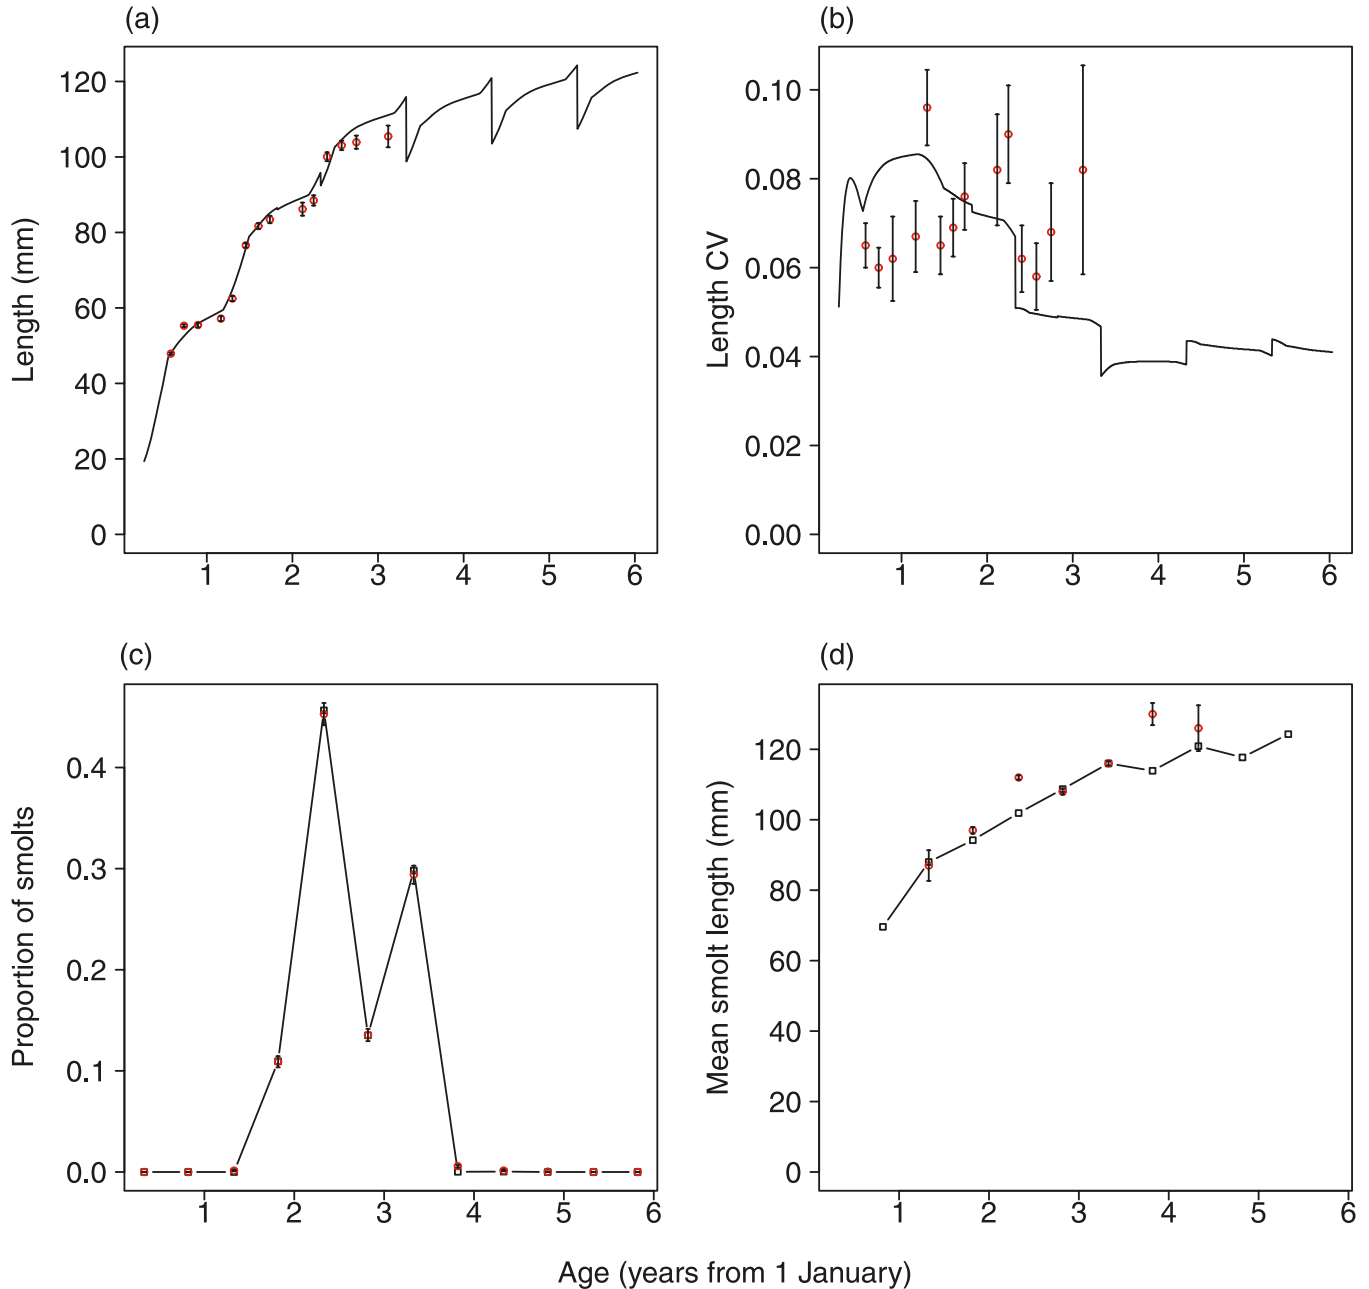 (a)
120
100
80
60
40
20
0
Length (mm)
1 2 3 4 5 6
(b)
0.10
0.08
0.06
0.04
0.02
0.00
Length CV
1 2 3 4 5 6
(c)
0.4
0.3
0.2
0.1
0.0
Proportion of smolts
1 2 3 4 5 6
(d)
120
100
80
60
40
20
0
Mean smolt length (mm)
1 2 3 4 5 6
Age (years from 1 January)